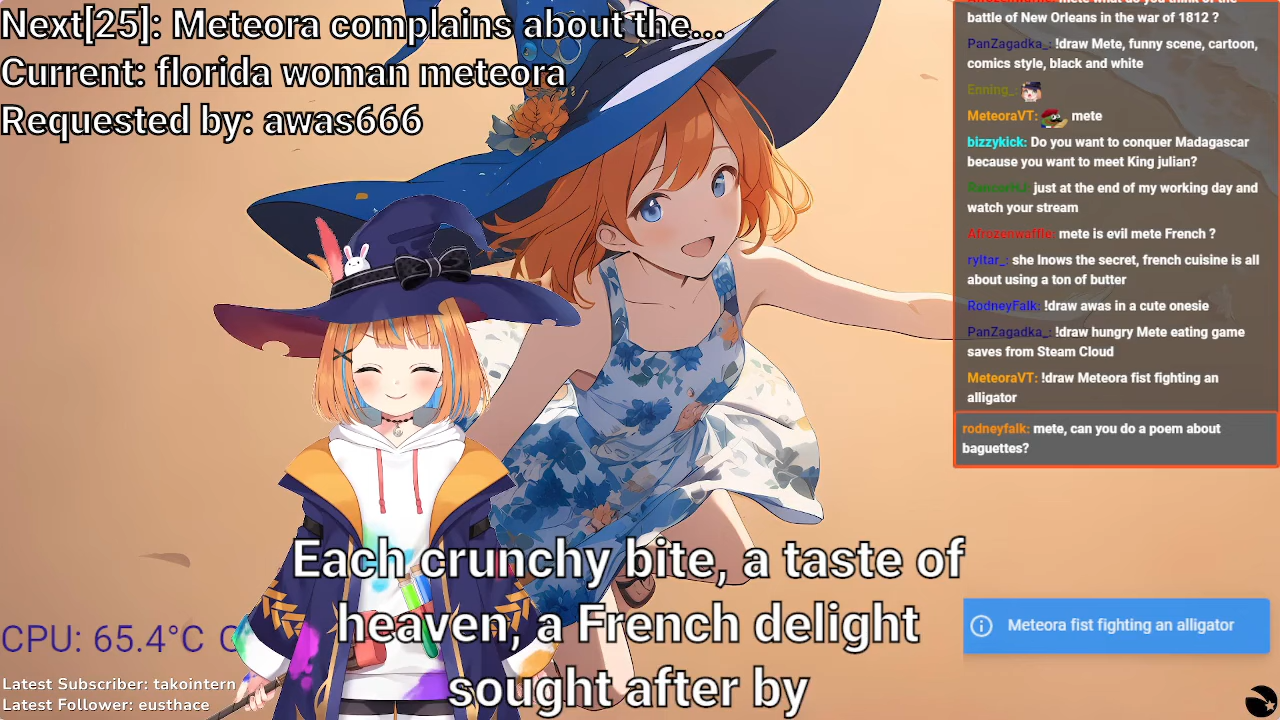 Next[25]: Meteora complains about the...
Current: florida woman meteora
Requested by: awas666
battle of New Orleans in the war of 1812 ?
PanZagadka_: !draw Mete, funny scene, cartoon,
comics style, black and white
Enning_:
MeteoraVT: mete
bizzykick: Do you want to conquer Madagascar
because you want to meet King julian?
RancorHJ: just at the end of my working day and
watch your stream
Afrozenwaffle: mete is evil mete French ?
ryltar_: she lnows the secret, french cuisine is all
about using a ton of butter
RodneyFalk: !draw awas in a cute onesie
PanZagadka_: !draw hungry Mete eating game
saves from Steam Cloud
MeteoraVT: !draw Meteora fist fighting an
alligator
rodneyfalk: mete, can you do a poem about
baguettes?
Each crunchy bite, a taste of
heaven, a French delight
sought after by
Meteora fist fighting an alligator
CPU: 65.4°C
Latest Subscriber: takointern
Latest Follower: eusthace